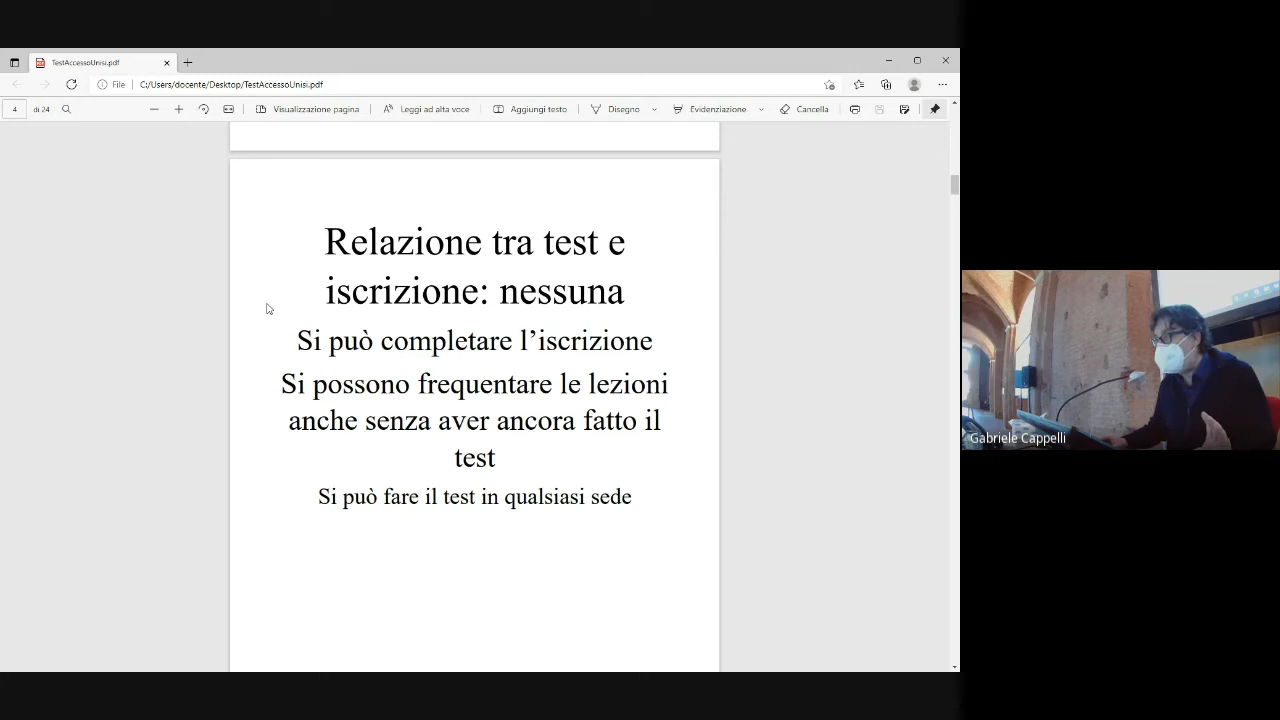 TestAccessoUnisi.pdf
File C:/Users/docente/Desktop/TestAccessoUnisi.pdf
4 di 24 Visualizzazione pagina Leggi ad alta voce Aggiungi testo Disegno Evidenziazione Cancella
Relazione tra test e
iscrizione: nessuna
Si può completare l’iscrizione
Si possono frequentare le lezioni
anche senza aver ancora fatto il
test
Si può fare il test in qualsiasi sede
Gabriele Cappelli